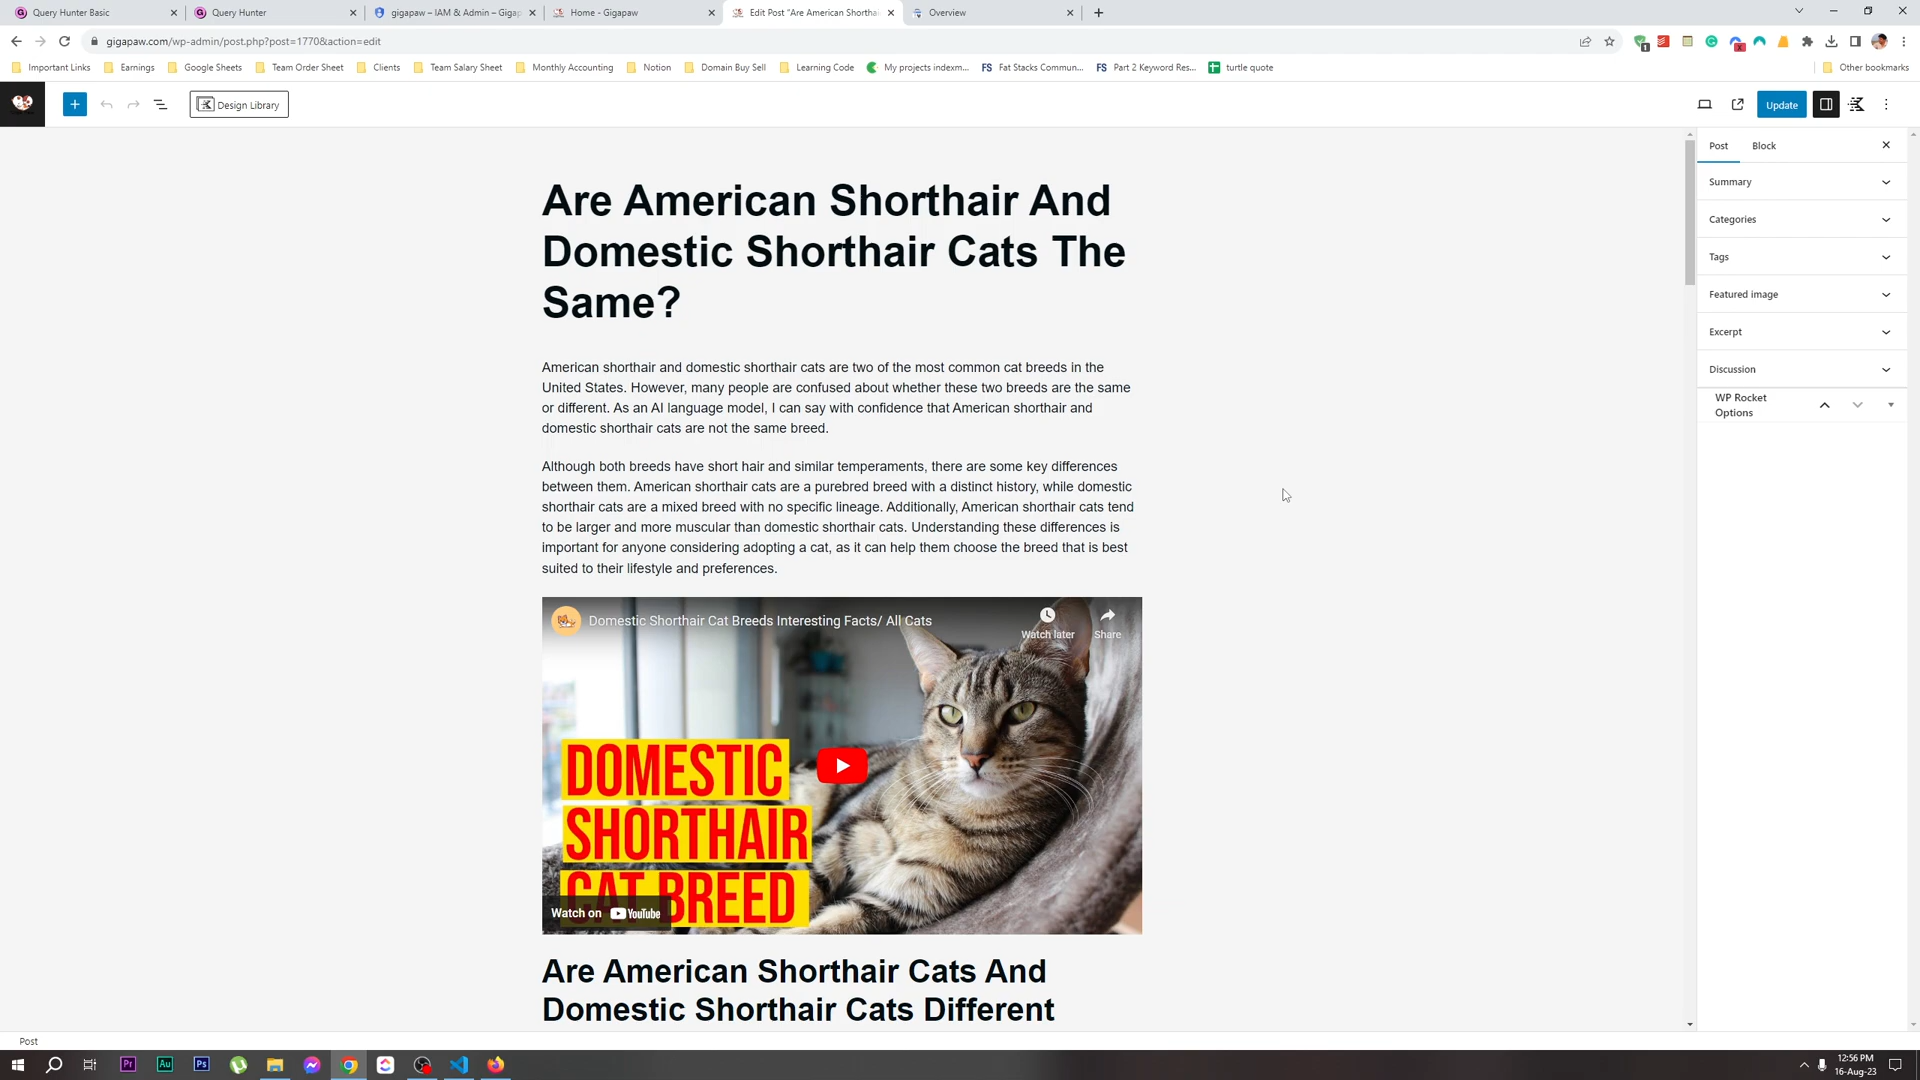 Query Hunter Basic
Query Hunter
gigapaw – IAM & Admin – Gigap
Home - Gigapaw
Edit Post "Are American Shorthai
Overview
gigapaw.com/wp-admin/post.php?post=1770&action=edit
Important Links
Earnings
Google Sheets
Team Order Sheet
Clients
Team Salary Sheet
Monthly Accounting
Notion
Domain Buy Sell
Learning Code
My projects indexm...
FS Fat Stacks Commun...
FS Part 2 Keyword Res...
turtle quote
Other bookmarks
Design Library
Update
Post
Block
Summary
Categories
Tags
Featured image
Excerpt
Discussion
WP Rocket
Options
Are American Shorthair And
Domestic Shorthair Cats The
Same?
American shorthair and domestic shorthair cats are two of the most common cat breeds in the
United States. However, many people are confused about whether these two breeds are the same
or different. As an AI language model, I can say with confidence that American shorthair and
domestic shorthair cats are not the same breed.
Although both breeds have short hair and similar temperaments, there are some key differences
between them. American shorthair cats are a purebred breed with a distinct history, while domestic
shorthair cats are a mixed breed with no specific lineage. Additionally, American shorthair cats tend
to be larger and more muscular than domestic shorthair cats. Understanding these differences is
important for anyone considering adopting a cat, as it can help them choose the breed that is best
suited to their lifestyle and preferences.
Domestic Shorthair Cat Breeds Interesting Facts/ All Cats
Watch later
Share
DOMESTIC
SHORTHAIR
CAT BREED
Watch on YouTube
Are American Shorthair Cats And
Domestic Shorthair Cats Different
Post
Pr
Au
Ps
12:56 PM
16-Aug-23